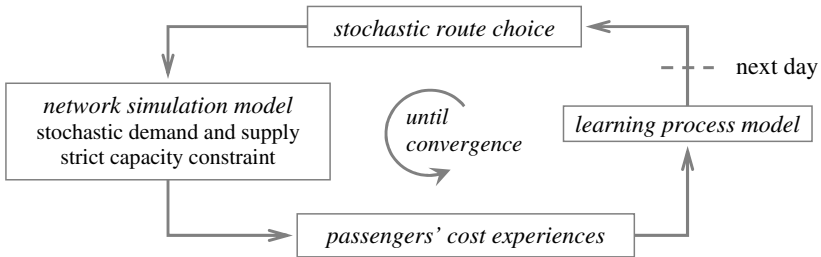 stochastic route choice
next day
network simulation model
stochastic demand and supply
strict capacity constraint
until
convergence
learning process model
passengers' cost experiences